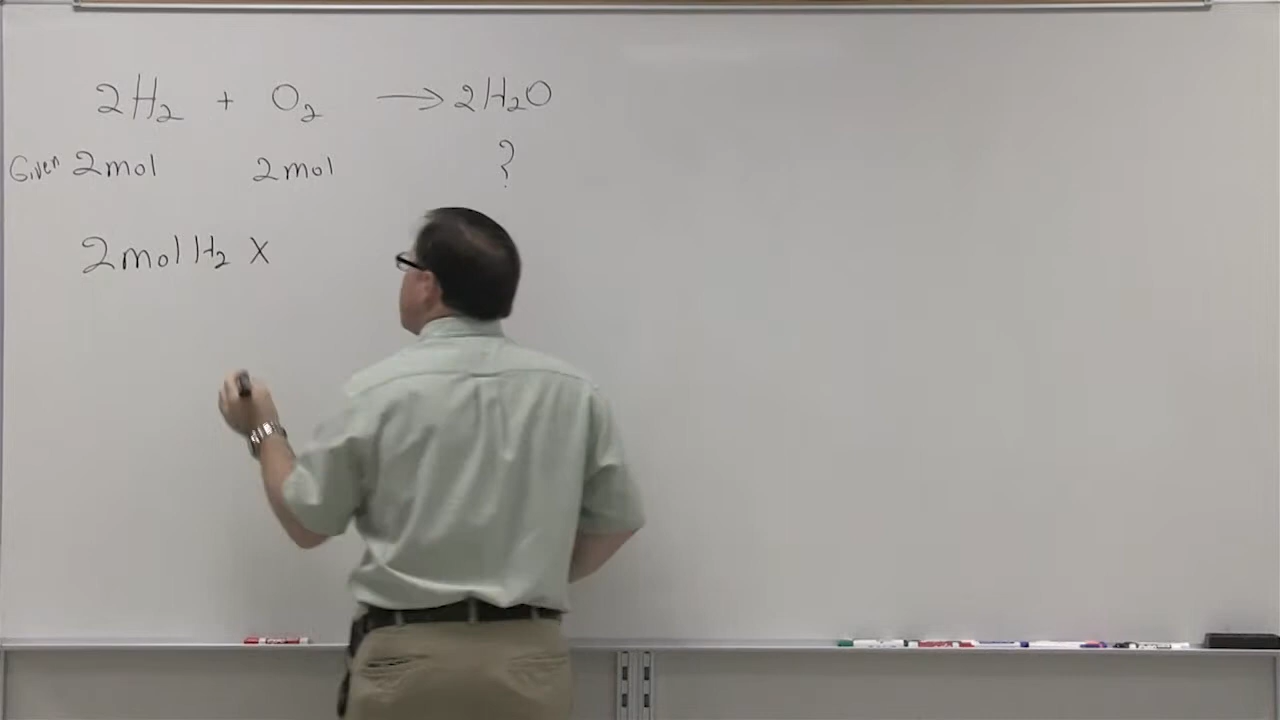 2H₂ + O₂ → 2H₂O
Given 2mol 2mol ?
2mol H₂ X